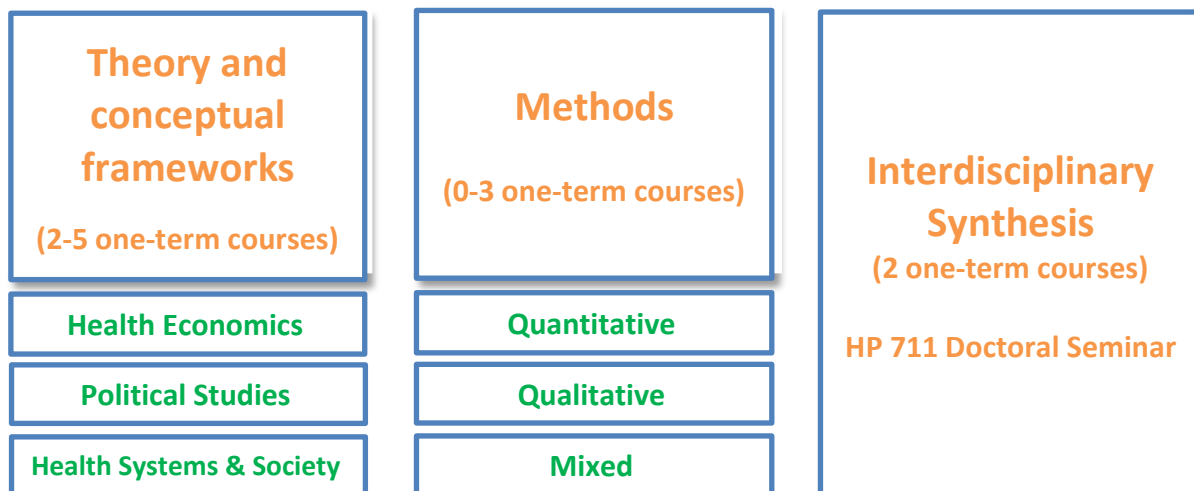 Theory and
conceptual
frameworks
(2-5 one-term courses)
Health Economics
Political Studies
Health Systems & Society
Methods
(0-3 one-term courses)
Quantitative
Qualitative
Mixed
Interdisciplinary
Synthesis
(2 one-term courses)
HP 711 Doctoral Seminar